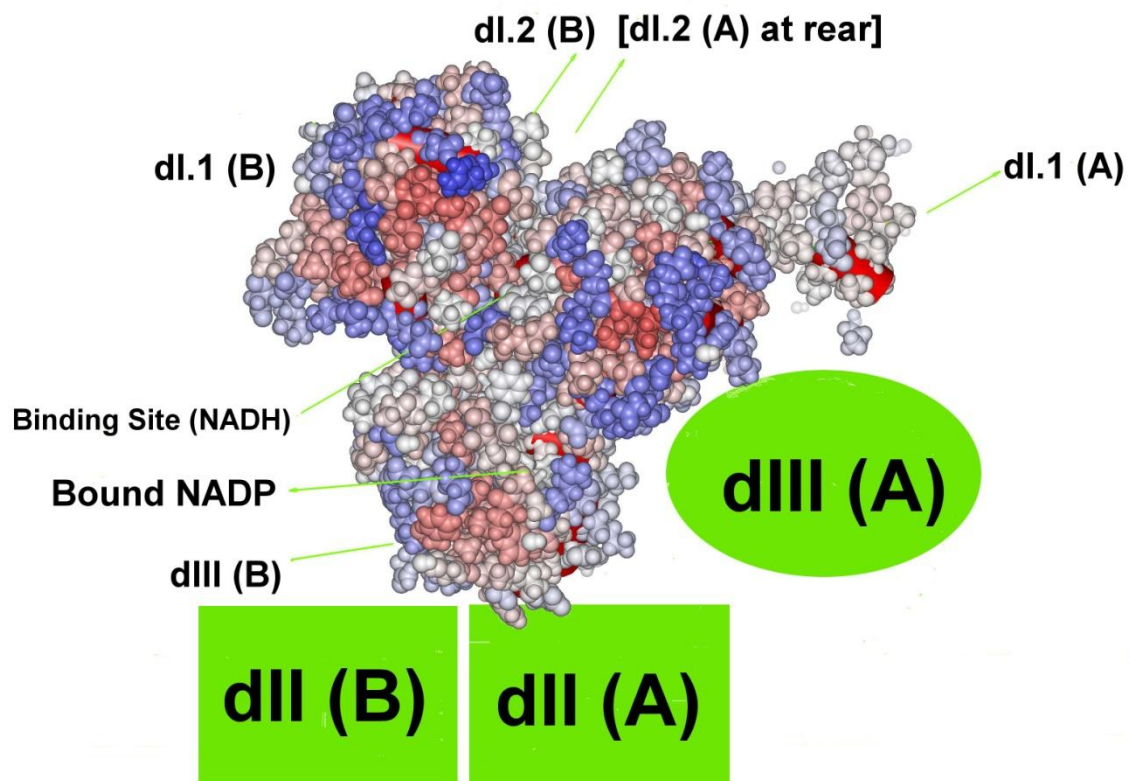 dI.2 (B)
[dI.2 (A) at rear]
dI.1 (B)
dI.1 (A)
Binding Site (NADH)
Bound NADP
dIII (A)
dIII (B)
dII (B)
dII (A)